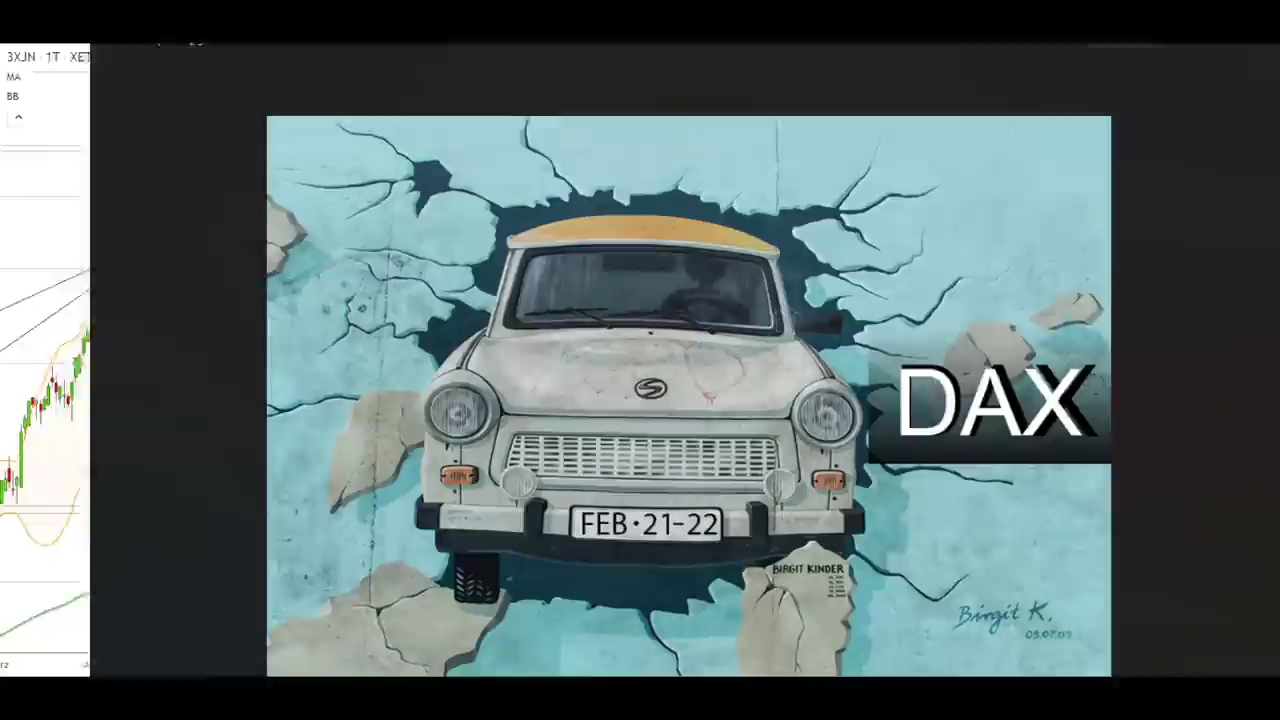 3XJN · 1T · XET
MA
BB
DAX
FEB·21-22
BIRGIT KINDER
Birgit K.